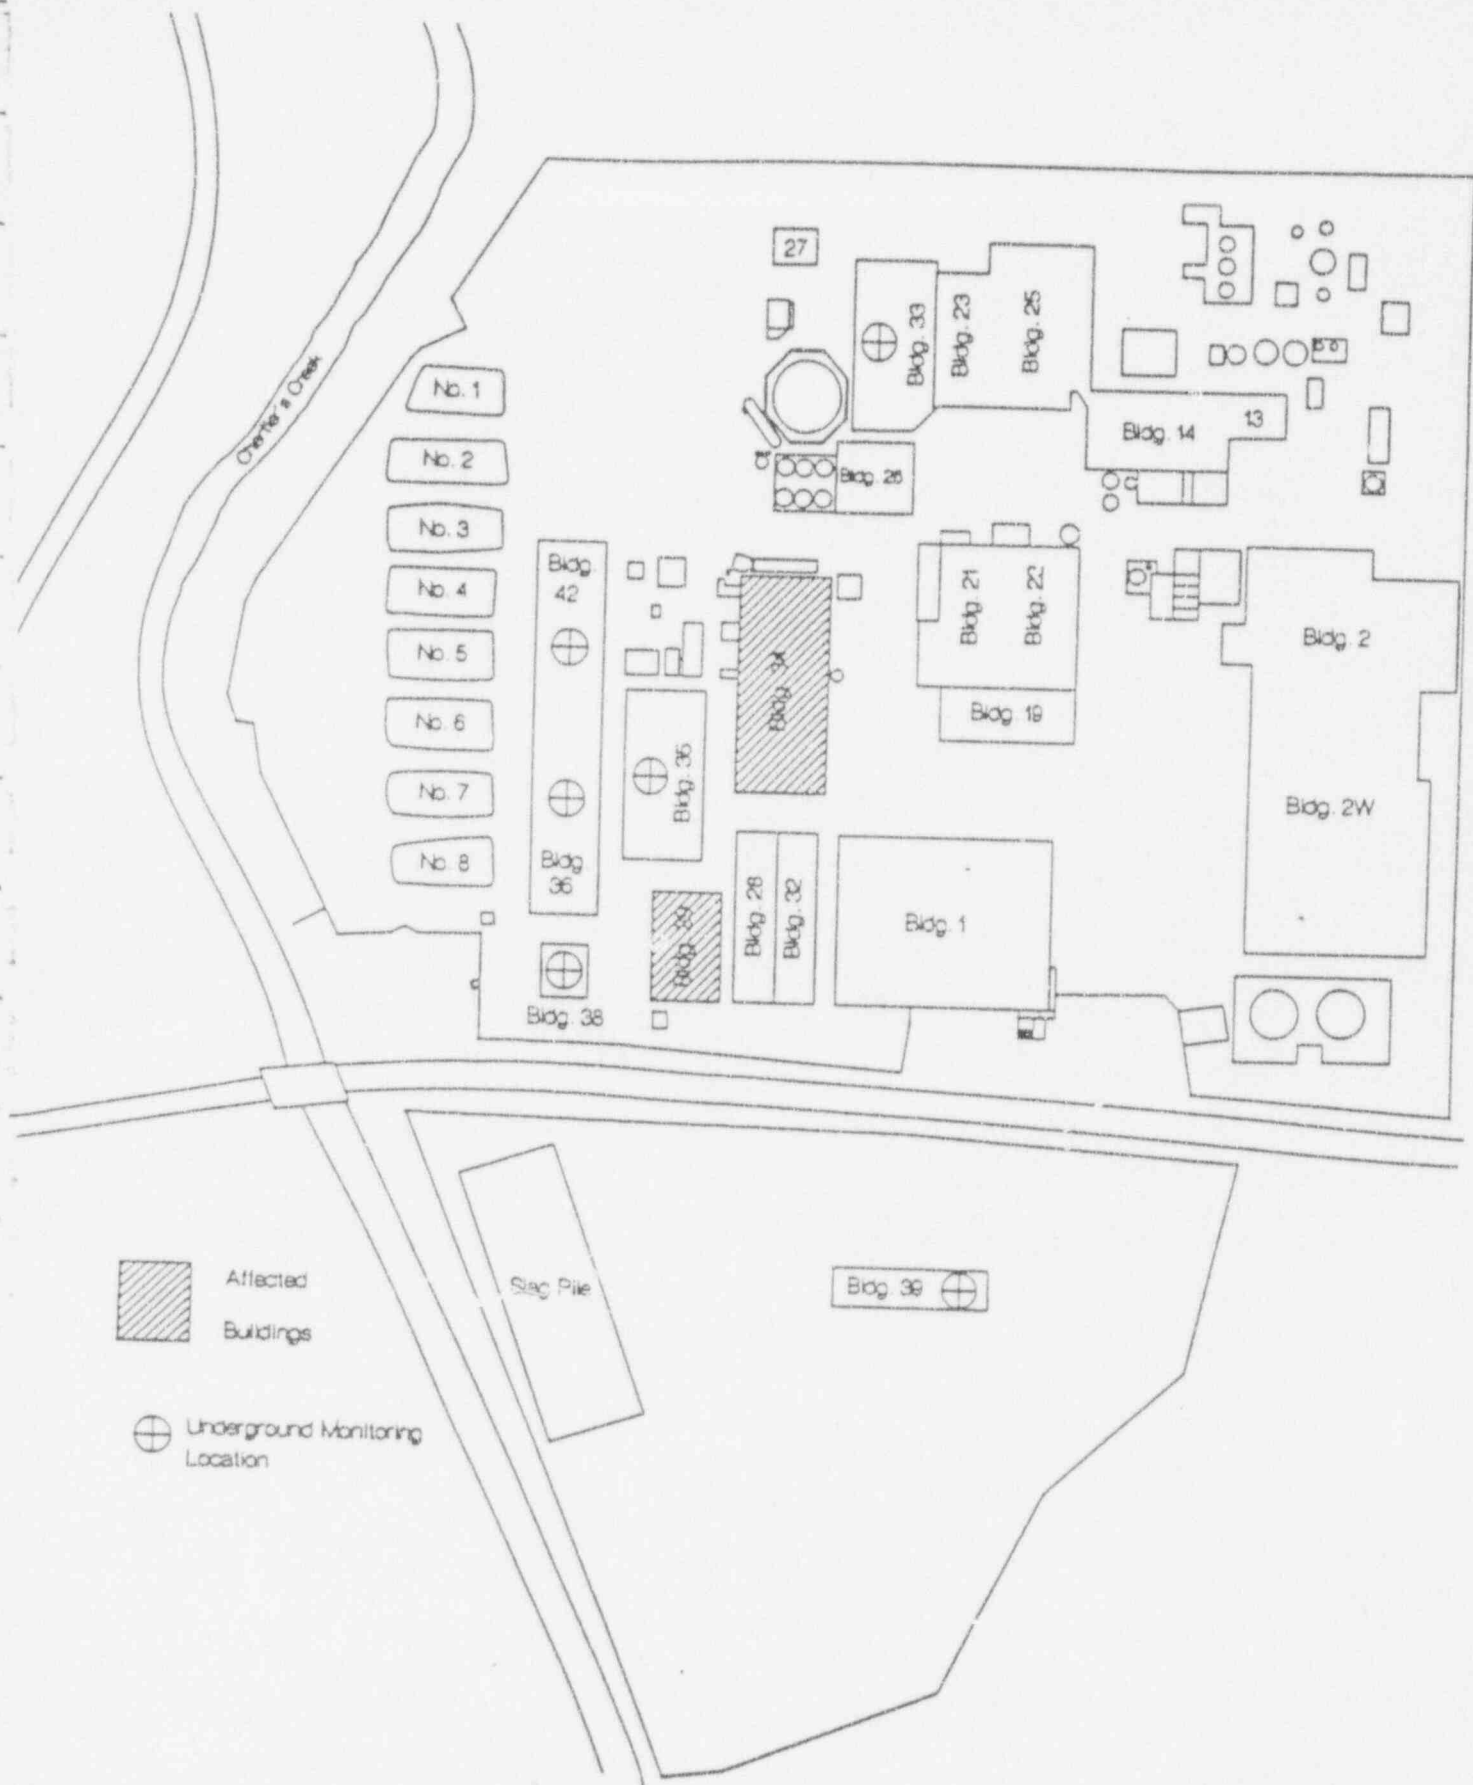 27
Bldg. 33
Bldg. 23
Bldg. 25
Chartier's Creek
No. 1
No. 2
No. 3
No. 4
No. 5
No. 6
No. 7
No. 8
13
Bldg. 14
Bldg. 26
Bldg.
42
Bldg. 34
Bldg. 21
Bldg. 22
Bldg. 19
Bldg. 2
Bldg. 2W
Bldg. 35
Bldg
36
Bldg. 28
Bldg. 32
Bldg. 1
Bldg. 38
Slag Pile
Bldg. 39
Affected
Buildings
Underground Monitoring
Location